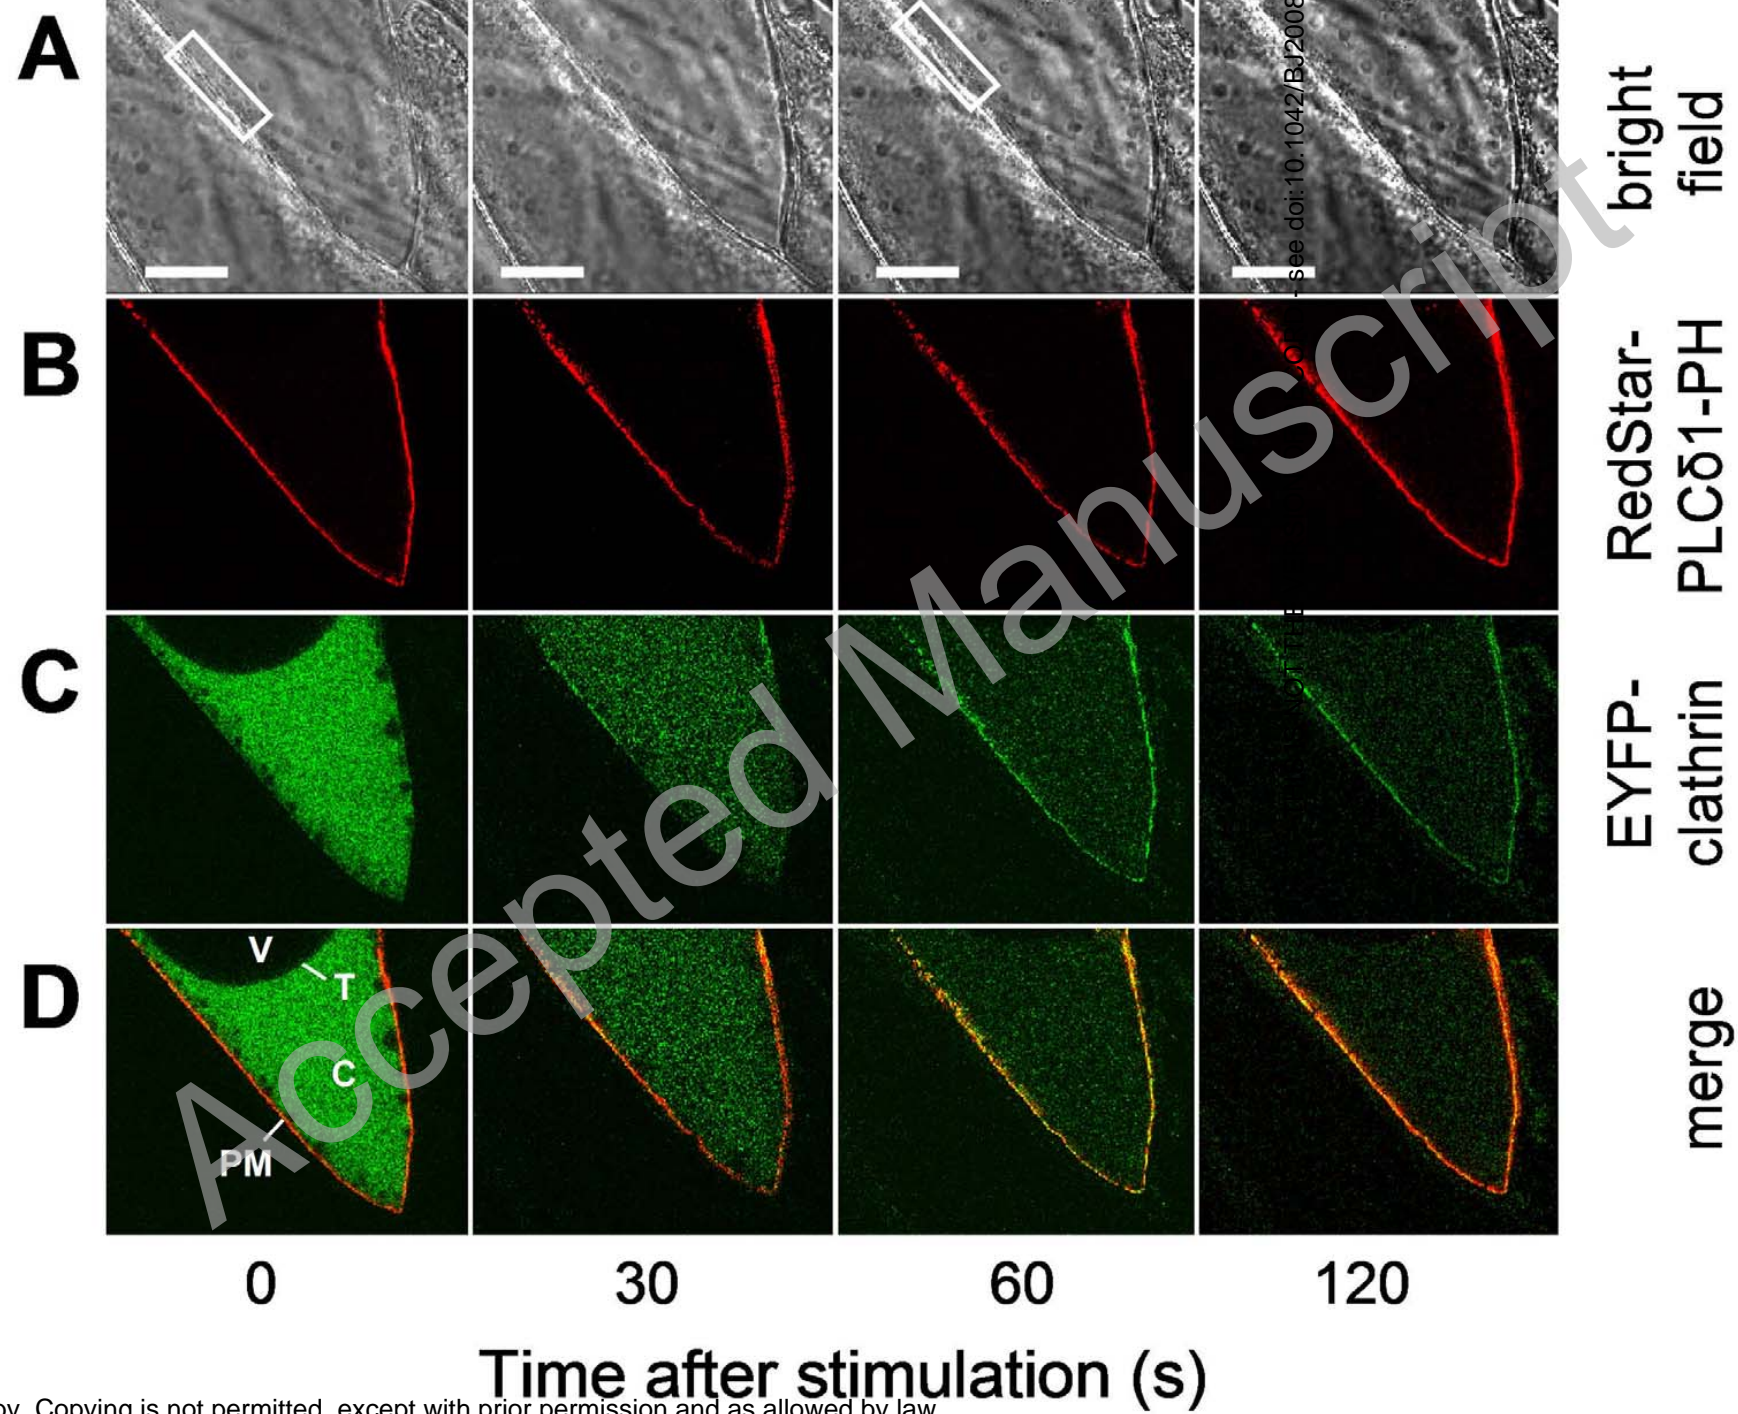 A
bright
field
B
RedStar-
PLCδ1-PH
C
EYFP-
clathrin
D
V
T
C
PM
merge
0 30 60 120
Time after stimulation (s)
Accepted Manuscript
- see doi:10.1042/BJ2008
Copying is not permitted, except with prior permission and as allowed by law